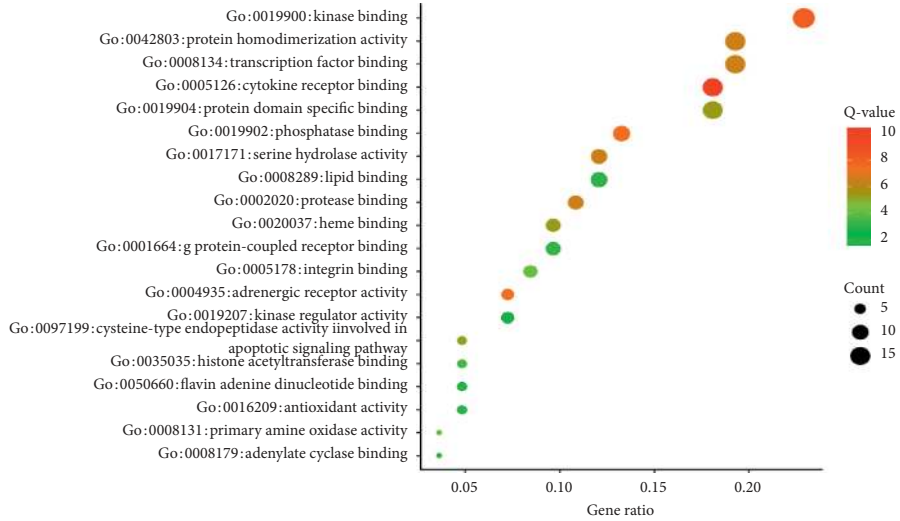 Go:0019900:kinase binding
Go:0042803:protein homodimerization activity
Go:0008134:transcription factor binding
Go:0005126:cytokine receptor binding
Go:0019904:protein domain specific binding
Go:0019902:phosphatase binding
Go:0017171:serine hydrolase activity
Go:0008289:lipid binding
Go:0002020:protease binding
Go:0020037:heme binding
Go:0001664:g protein-coupled receptor binding
Go:0005178:integrin binding
Go:0004935:adrenergic receptor activity
Go:0019207:kinase regulator activity
Go:0097199:cysteine-type endopeptidase activity iinvolved in
apoptotic signaling pathway
Go:0035035:histone acetyltransferase binding
Go:0050660:flavin adenine dinucleotide binding
Go:0016209:antioxidant activity
Go:0008131:primary amine oxidase activity
Go:0008179:adenylate cyclase binding
0.05 0.10 0.15 0.20
Gene ratio
Q-value
10
8
6
4
2
Count
5
10
15